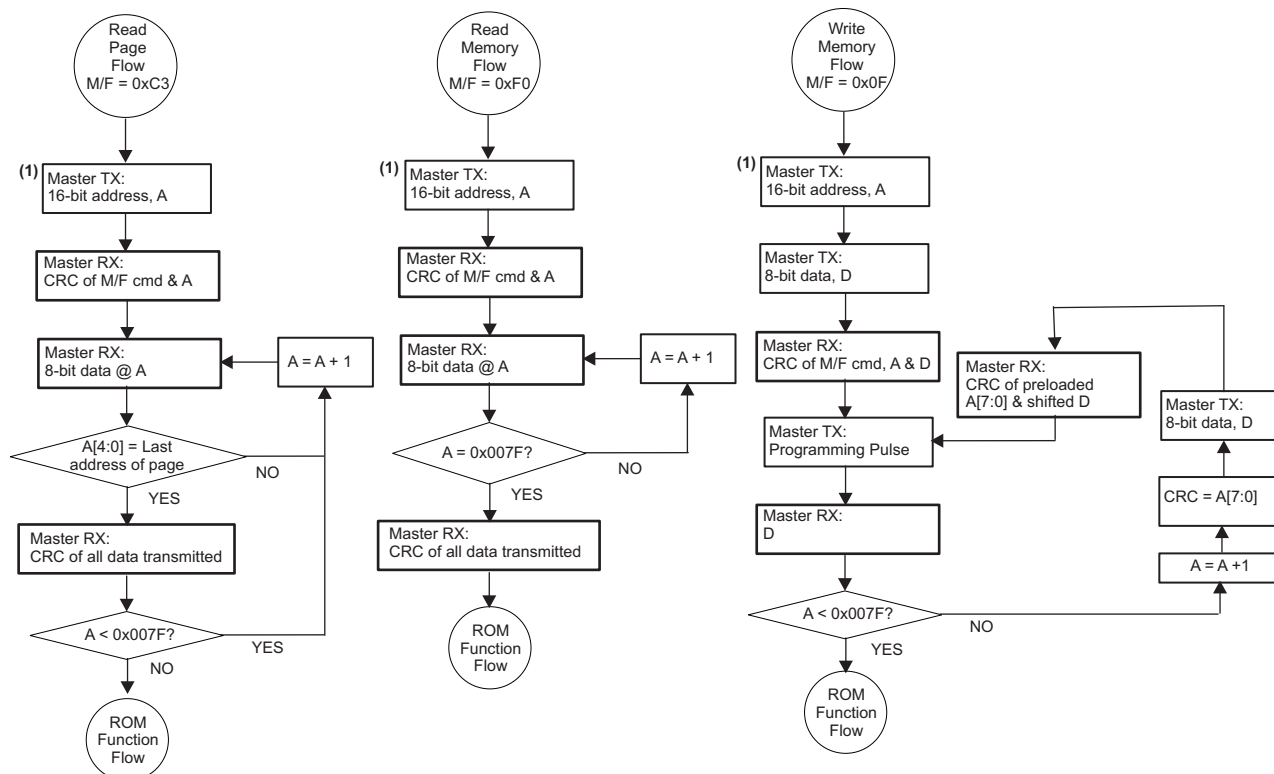 Read
Page
Flow
M/F = 0xC3
(1)
Master TX:
16-bit address, A
Master RX:
CRC of M/F cmd & A
Master RX:
8-bit data @ A
A = A + 1
A[4:0] = Last
address of page
NO
YES
Master RX:
CRC of all data transmitted
A < 0x007F?
YES
NO
ROM
Function
Flow
Read
Memory
Flow
M/F = 0xF0
(1)
Master TX:
16-bit address, A
Master RX:
CRC of M/F cmd & A
Master RX:
8-bit data @ A
A = A + 1
A = 0x007F?
NO
YES
Master RX:
CRC of all data transmitted
ROM
Function
Flow
Write
Memory
Flow
M/F = 0x0F
(1)
Master TX:
16-bit address, A
Master TX:
8-bit data, D
Master RX:
CRC of M/F cmd, A & D
Master TX:
Programming Pulse
Master RX:
D
A < 0x007F?
NO
YES
ROM
Function
Flow
A = A +1
CRC = A[7:0]
Master TX:
8-bit data, D
Master RX:
CRC of preloaded
A[7:0] & shifted D